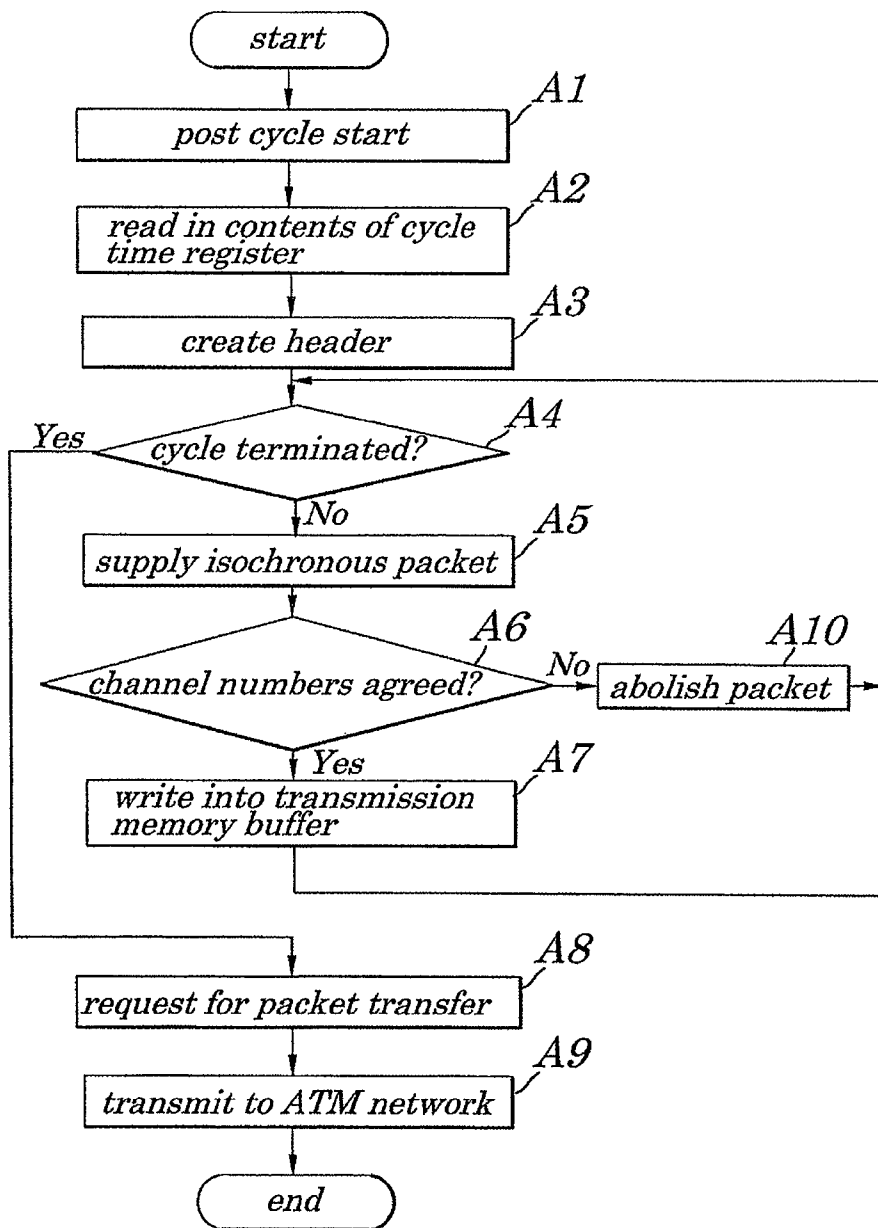 start
A1
post cycle start
A2
read in contents of cycle
time register
A3
create header
A4
Yes
cycle terminated?
No
A5
supply isochronous packet
A6
channel numbers agreed?
No
A10
abolish packet
Yes
A7
write into transmission
memory buffer
A8
request for packet transfer
A9
transmit to ATM network
end